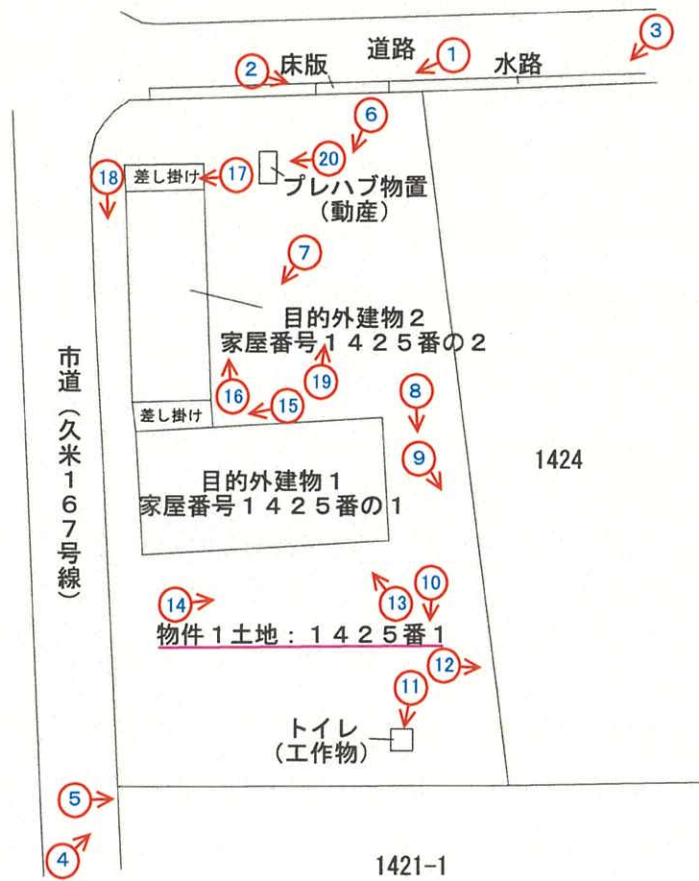 道路
③
①
②
床版
水路
⑥
⑱
差し掛け
⑰
⑳
プレハブ物置
（動産）
⑦
目的外建物２
家屋番号１４２５番の２
市道（久米１６７号線）
⑯
⑲
⑮
⑧
差し掛け
⑨
1424
目的外建物１
家屋番号１４２５番の１
⑭
⑬
⑩
物件１土地：１４２５番１
⑫
⑪
トイレ
（工作物）
⑤
④
1421-1